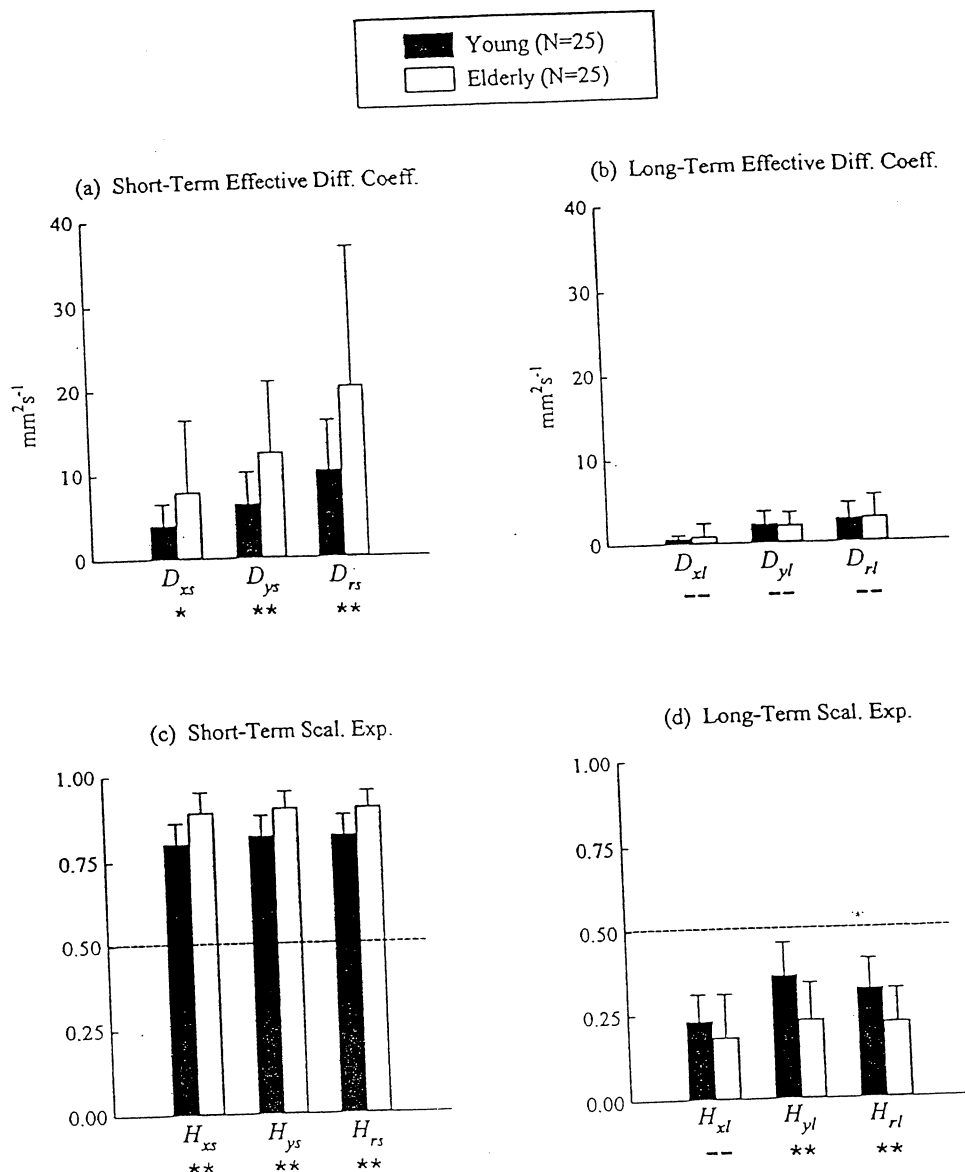 Young (N=25)
Elderly (N=25)
(a) Short-Term Effective Diff. Coeff.
40
30
20
10
0
mm²s⁻¹
D_xs D_ys D_rs
* ** **
(b) Long-Term Effective Diff. Coeff.
40
30
20
10
0
mm²s⁻¹
D_xl D_yl D_rl
-- -- --
(c) Short-Term Scal. Exp.
1.00
0.75
0.50
0.25
0.00
H_xs H_ys H_rs
** ** **
(d) Long-Term Scal. Exp.
1.00
0.75
0.50
0.25
0.00
H_xl H_yl H_rl
-- ** **